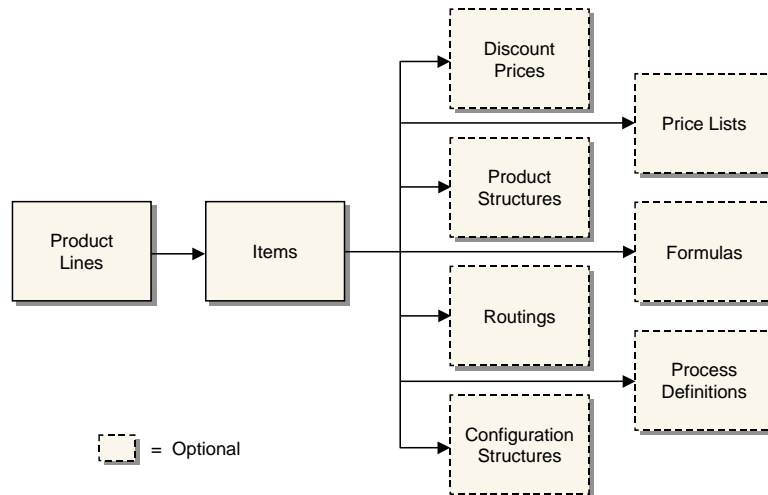 Discount
Prices
Price Lists
Product
Structures
Product
Lines
Items
Formulas
Routings
Process
Definitions
Configuration
Structures
= Optional